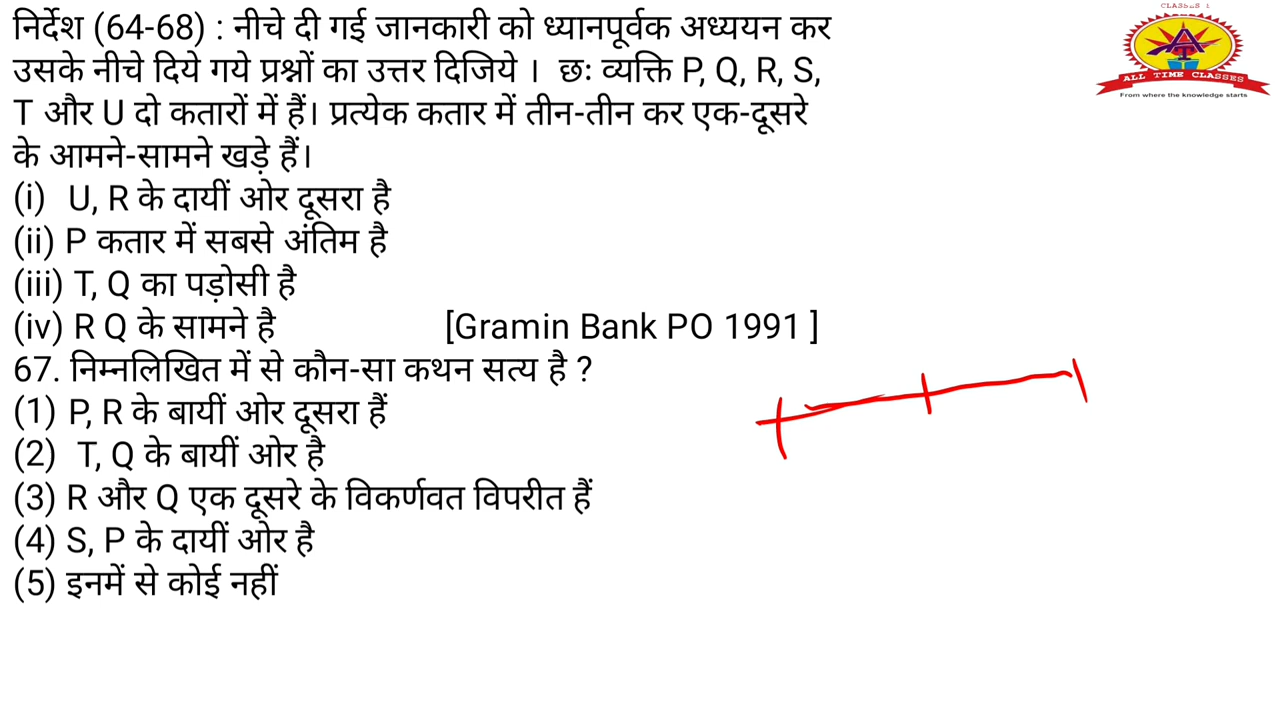 CLASSES 1
ALL TIME CLASSES
From where the knowledge starts
निर्देश (64-68) : नीचे दी गई जानकारी को ध्यानपूर्वक अध्ययन कर
उसके नीचे दिये गये प्रश्नों का उत्तर दिजिये । छः व्यक्ति P, Q, R, S,
T और U दो कतारों में हैं। प्रत्येक कतार में तीन-तीन कर एक-दूसरे
के आमने-सामने खड़े हैं।
(i) U, R के दायीं ओर दूसरा है
(ii) P कतार में सबसे अंतिम है
(iii) T, Q का पड़ोसी है
(iv) R Q के सामने है [Gramin Bank PO 1991 ]
67. निम्नलिखित में से कौन-सा कथन सत्य है ?
(1) P, R के बायीं ओर दूसरा हैं
(2) T, Q के बायीं ओर है
(3) R और Q एक दूसरे के विकर्णवत विपरीत हैं
(4) S, P के दायीं ओर है
(5) इनमें से कोई नहीं